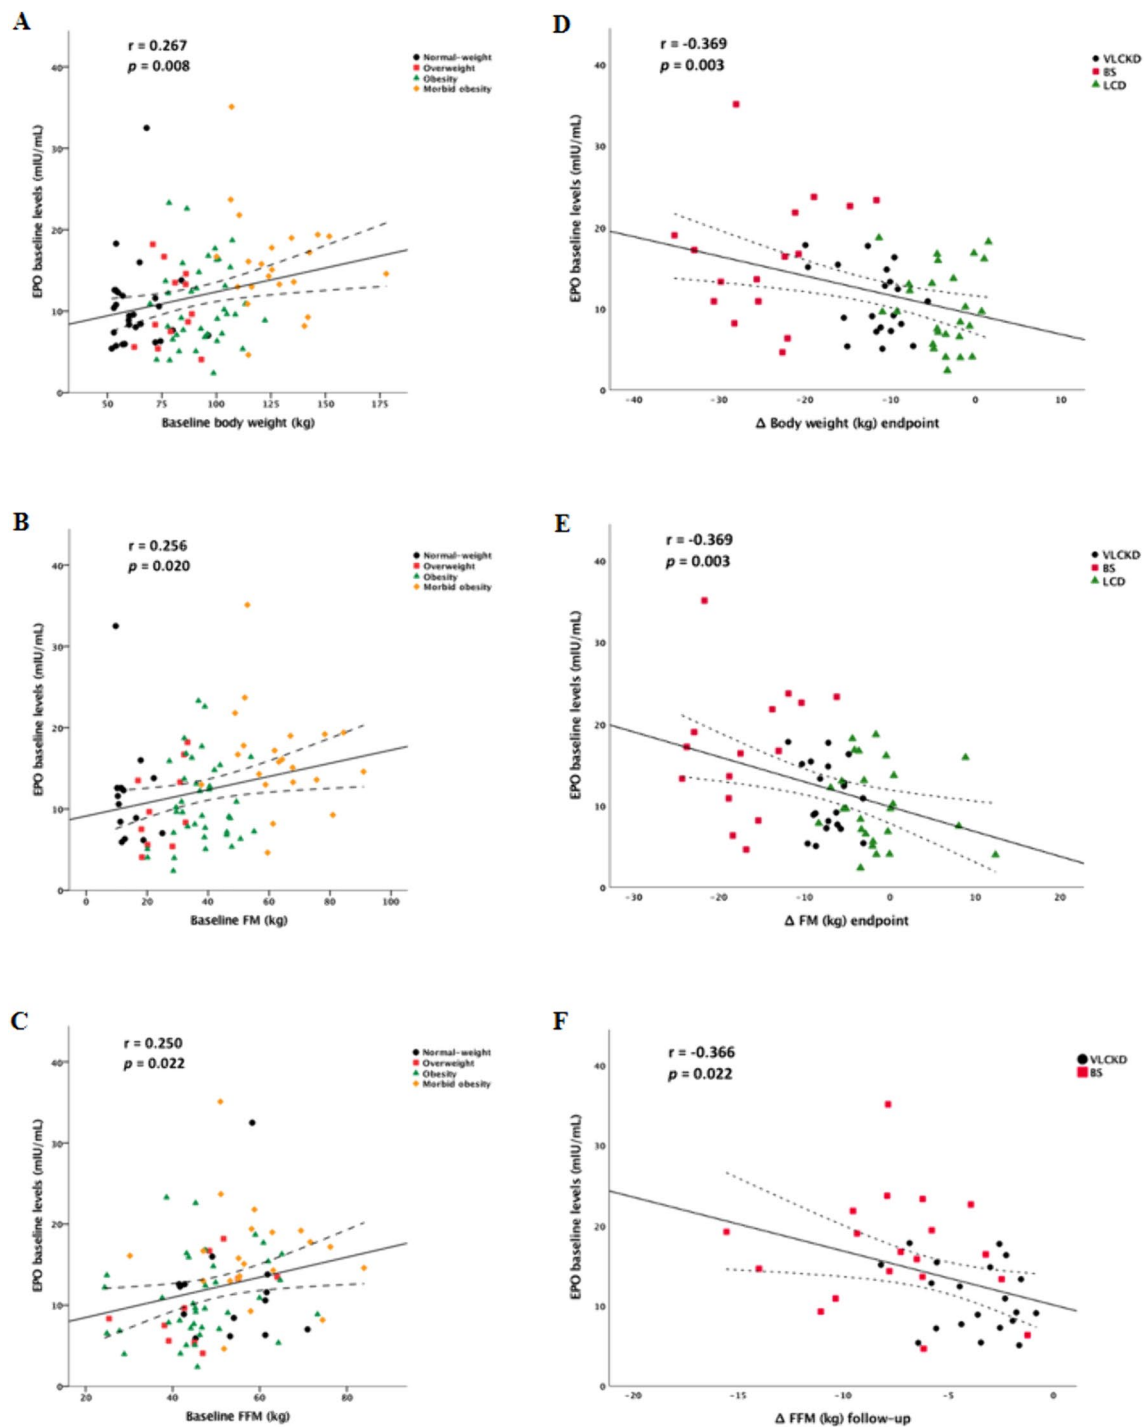 A
r = 0.267
p = 0.008
Normal-weight
Overweight
Obesity
Morbid obesity
EPO baseline levels (mIU/mL)
40
30
20
10
0
50 75 100 125 150 175
Baseline body weight (kg)
D
r = -0.369
p = 0.003
VLCKD
BS
LCD
EPO baseline levels (mIU/mL)
40
30
20
10
0
-40 -30 -20 -10 0 10
Δ Body weight (kg) endpoint
B
r = 0.256
p = 0.020
Normal-weight
Overweight
Obesity
Morbid obesity
EPO baseline levels (mIU/mL)
40
30
20
10
0
0 20 40 60 80 100
Baseline FM (kg)
E
r = -0.369
p = 0.003
VLCKD
BS
LCD
EPO baseline levels (mIU/mL)
40
30
20
10
0
-30 -20 -10 0 10 20
Δ FM (kg) endpoint
C
r = 0.250
p = 0.022
Normal-weight
Overweight
Obesity
Morbid obesity
EPO baseline levels (mIU/mL)
40
30
20
10
0
20 40 60 80
Baseline FFM (kg)
F
r = -0.366
p = 0.022
VLCKD
BS
EPO baseline levels (mIU/mL)
40
30
20
10
0
-20 -15 -10 -5 0
Δ FFM (kg) follow-up